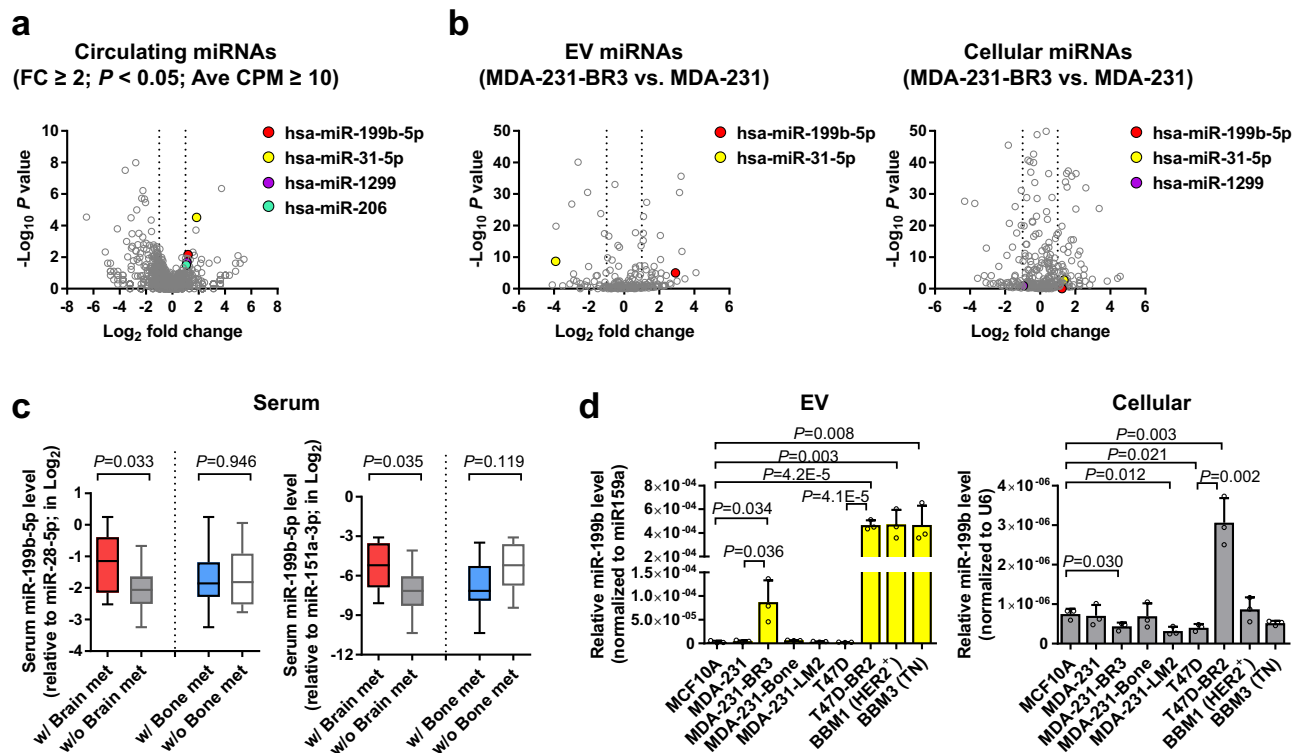 a
Circulating miRNAs
(FC ≥ 2; P < 0.05; Ave CPM ≥ 10)
10
8
6
4
2
0
-8 -6 -4 -2 0 2 4 6 8
-Log10 P value
Log2 fold change
hsa-miR-199b-5p
hsa-miR-31-5p
hsa-miR-1299
hsa-miR-206
b
EV miRNAs
(MDA-231-BR3 vs. MDA-231)
50
40
30
20
10
0
-6 -4 -2 0 2 4 6
-Log10 P value
Log2 fold change
hsa-miR-199b-5p
hsa-miR-31-5p
Cellular miRNAs
(MDA-231-BR3 vs. MDA-231)
50
40
30
20
10
0
-6 -4 -2 0 2 4 6
-Log10 P value
Log2 fold change
hsa-miR-199b-5p
hsa-miR-31-5p
hsa-miR-1299
c
Serum
Serum miR-199b-5p level
(relative to miR-28-5p; in Log2)
P=0.033
P=0.946
1
0
-1
-2
-3
-4
w/ Brain met
w/o Brain met
w/ Bone met
w/o Bone met
Serum miR-199b-5p level
(relative to miR-151a-3p; in Log2)
P=0.035
P=0.119
0
-3
-6
-9
-12
w/ Brain met
w/o Brain met
w/ Bone met
w/o Bone met
d
EV
Relative miR-199b level
(normalized to miR159a)
P=0.008
P=0.003
P=4.2E-5
P=4.1E-5
P=0.034
P=0.036
8×10-04
6×10-04
4×10-04
2×10-04
1.5×10-04
1.0×10-04
5.0×10-05
0
MCF10A
MDA-231
MDA-231-BR3
MDA-231-Bone
MDA-231-LM2
T47D
T47D-BR2
BBM1 (HER2+)
BBM3 (TN)
Cellular
Relative miR-199b level
(normalized to U6)
P=0.003
P=0.021
P=0.012
P=0.002
P=0.030
4×10-06
3×10-06
2×10-06
1×10-06
0
MCF10A
MDA-231
MDA-231-BR3
MDA-231-Bone
MDA-231-LM2
T47D
T47D-BR2
BBM1 (HER2+)
BBM3 (TN)